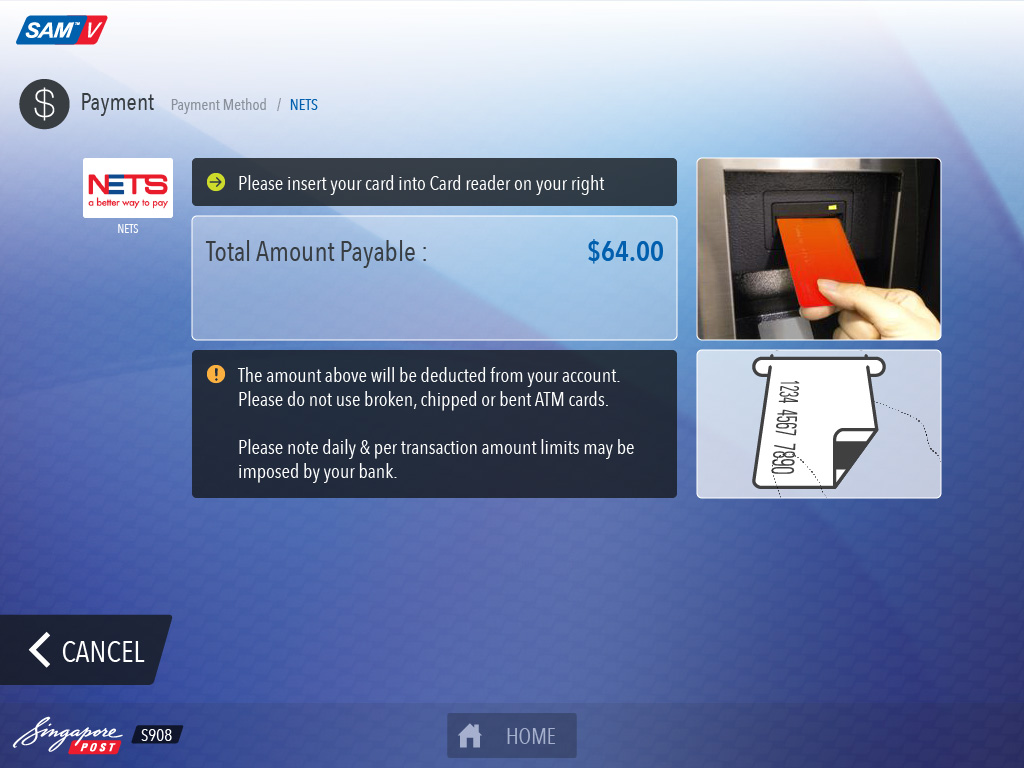 SAM™ V
Payment Payment Method / NETS
NETS
a better way to pay
NETS
Please insert your card into Card reader on your right
Total Amount Payable : $64.00
The amount above will be deducted from your account.
Please do not use broken, chipped or bent ATM cards.
Please note daily & per transaction amount limits may be
imposed by your bank.
1234 4567 7890
CANCEL
Singapore
POST
S908
HOME